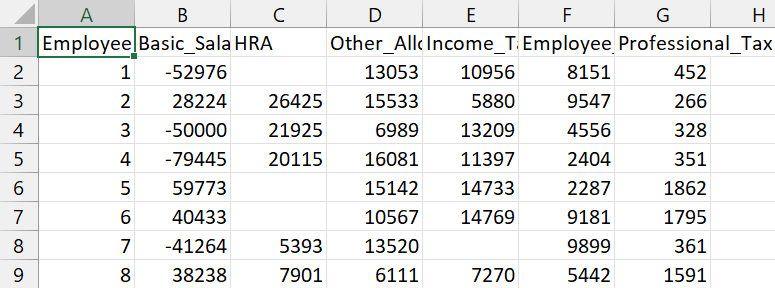 A B C D E F G H
1 Employee Basic_Sala HRA Other_Allo Income_Ta Employee_ Professional_Tax
2 1 -52976 13053 10956 8151 452
3 2 28224 26425 15533 5880 9547 266
4 3 -50000 21925 6989 13209 4556 328
5 4 -79445 20115 16081 11397 2404 351
6 5 59773 15142 14733 2287 1862
7 6 40433 10567 14769 9181 1795
8 7 -41264 5393 13520 9899 361
9 8 38238 7901 6111 7270 5442 1591